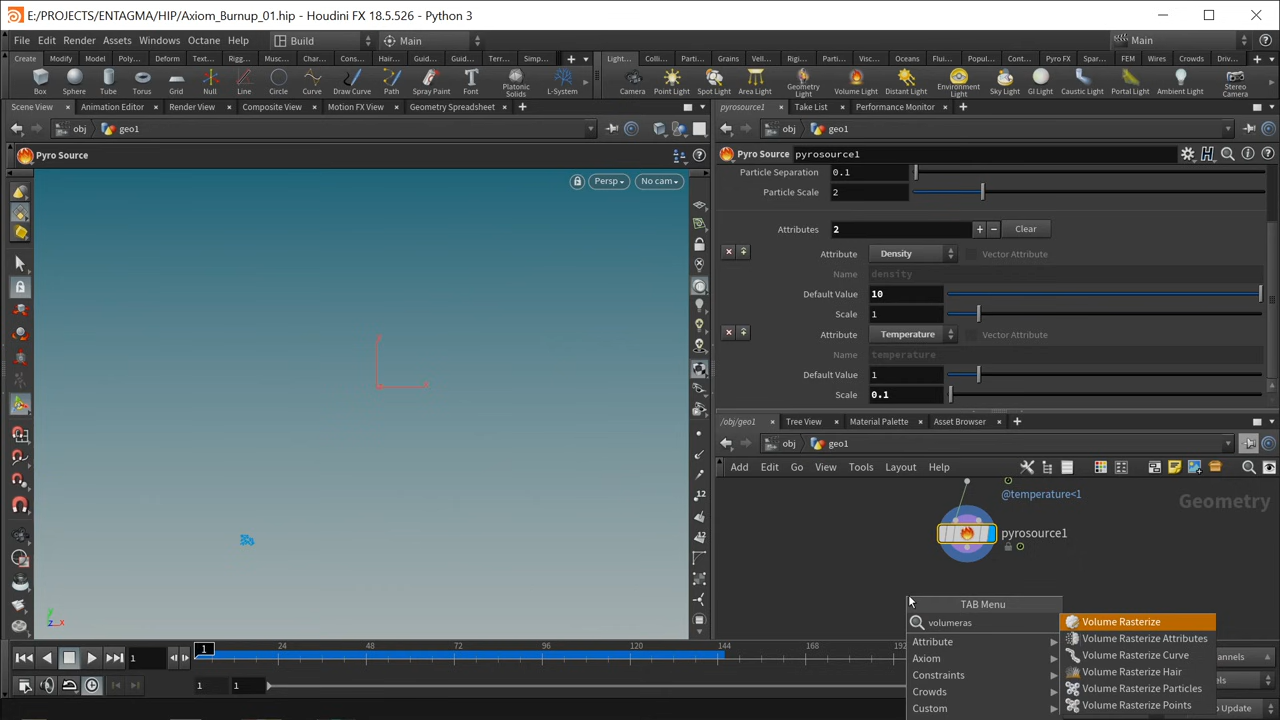 E:/PROJECTS/ENTAGMA/HIP/Axiom_Burnup_01.hip - Houdini FX 18.5.526 - Python 3
File Edit Render Assets Windows Octane Help Build Main Main
Create Modify Model Poly... Deform Text... Rigg... Musc... Char... Cons... Hair... Guid... Guid... Terr... Simp... Light... Colli... Parti... Grains Vell... Rigi... Parti... Visc... Oceans Flui... Popul... Cont... Pyro FX Spar... FEM Wires Crowds Driv...
Box Sphere Tube Torus Grid Null Line Circle Curve Draw Curve Path Spray Paint Font Platonic Solids L-System Camera Point Light Spot Light Area Light Geometry Light Volume Light Distant Light Environment Light Sky Light GI Light Caustic Light Portal Light Ambient Light Stereo Camera
Scene View Animation Editor Render View Composite View Motion FX View Geometry Spreadsheet pyrosource1 Take List Performance Monitor
obj geo1 obj geo1
Pyro Source Pyro Source pyrosource1
Persp No cam
Particle Separation 0.1
Particle Scale 2
Attributes 2 Clear
Attribute Density Vector Attribute
Name density
Default Value 10
Scale 1
Attribute Temperature Vector Attribute
Name temperature
Default Value 1
Scale 0.1
/obj/geo1 Tree View Material Palette Asset Browser
obj geo1
Add Edit Go View Tools Layout Help
@temperature<1
Geometry
pyrosource1
12
12
y
z x
TAB Menu
volumeras
Attribute
Axiom
Constraints
Crowds
Custom
Volume Rasterize
Volume Rasterize Attributes
Volume Rasterize Curve
Volume Rasterize Hair
Volume Rasterize Particles
Volume Rasterize Points
1 1 24 48 72 96 120 144 192
1 1